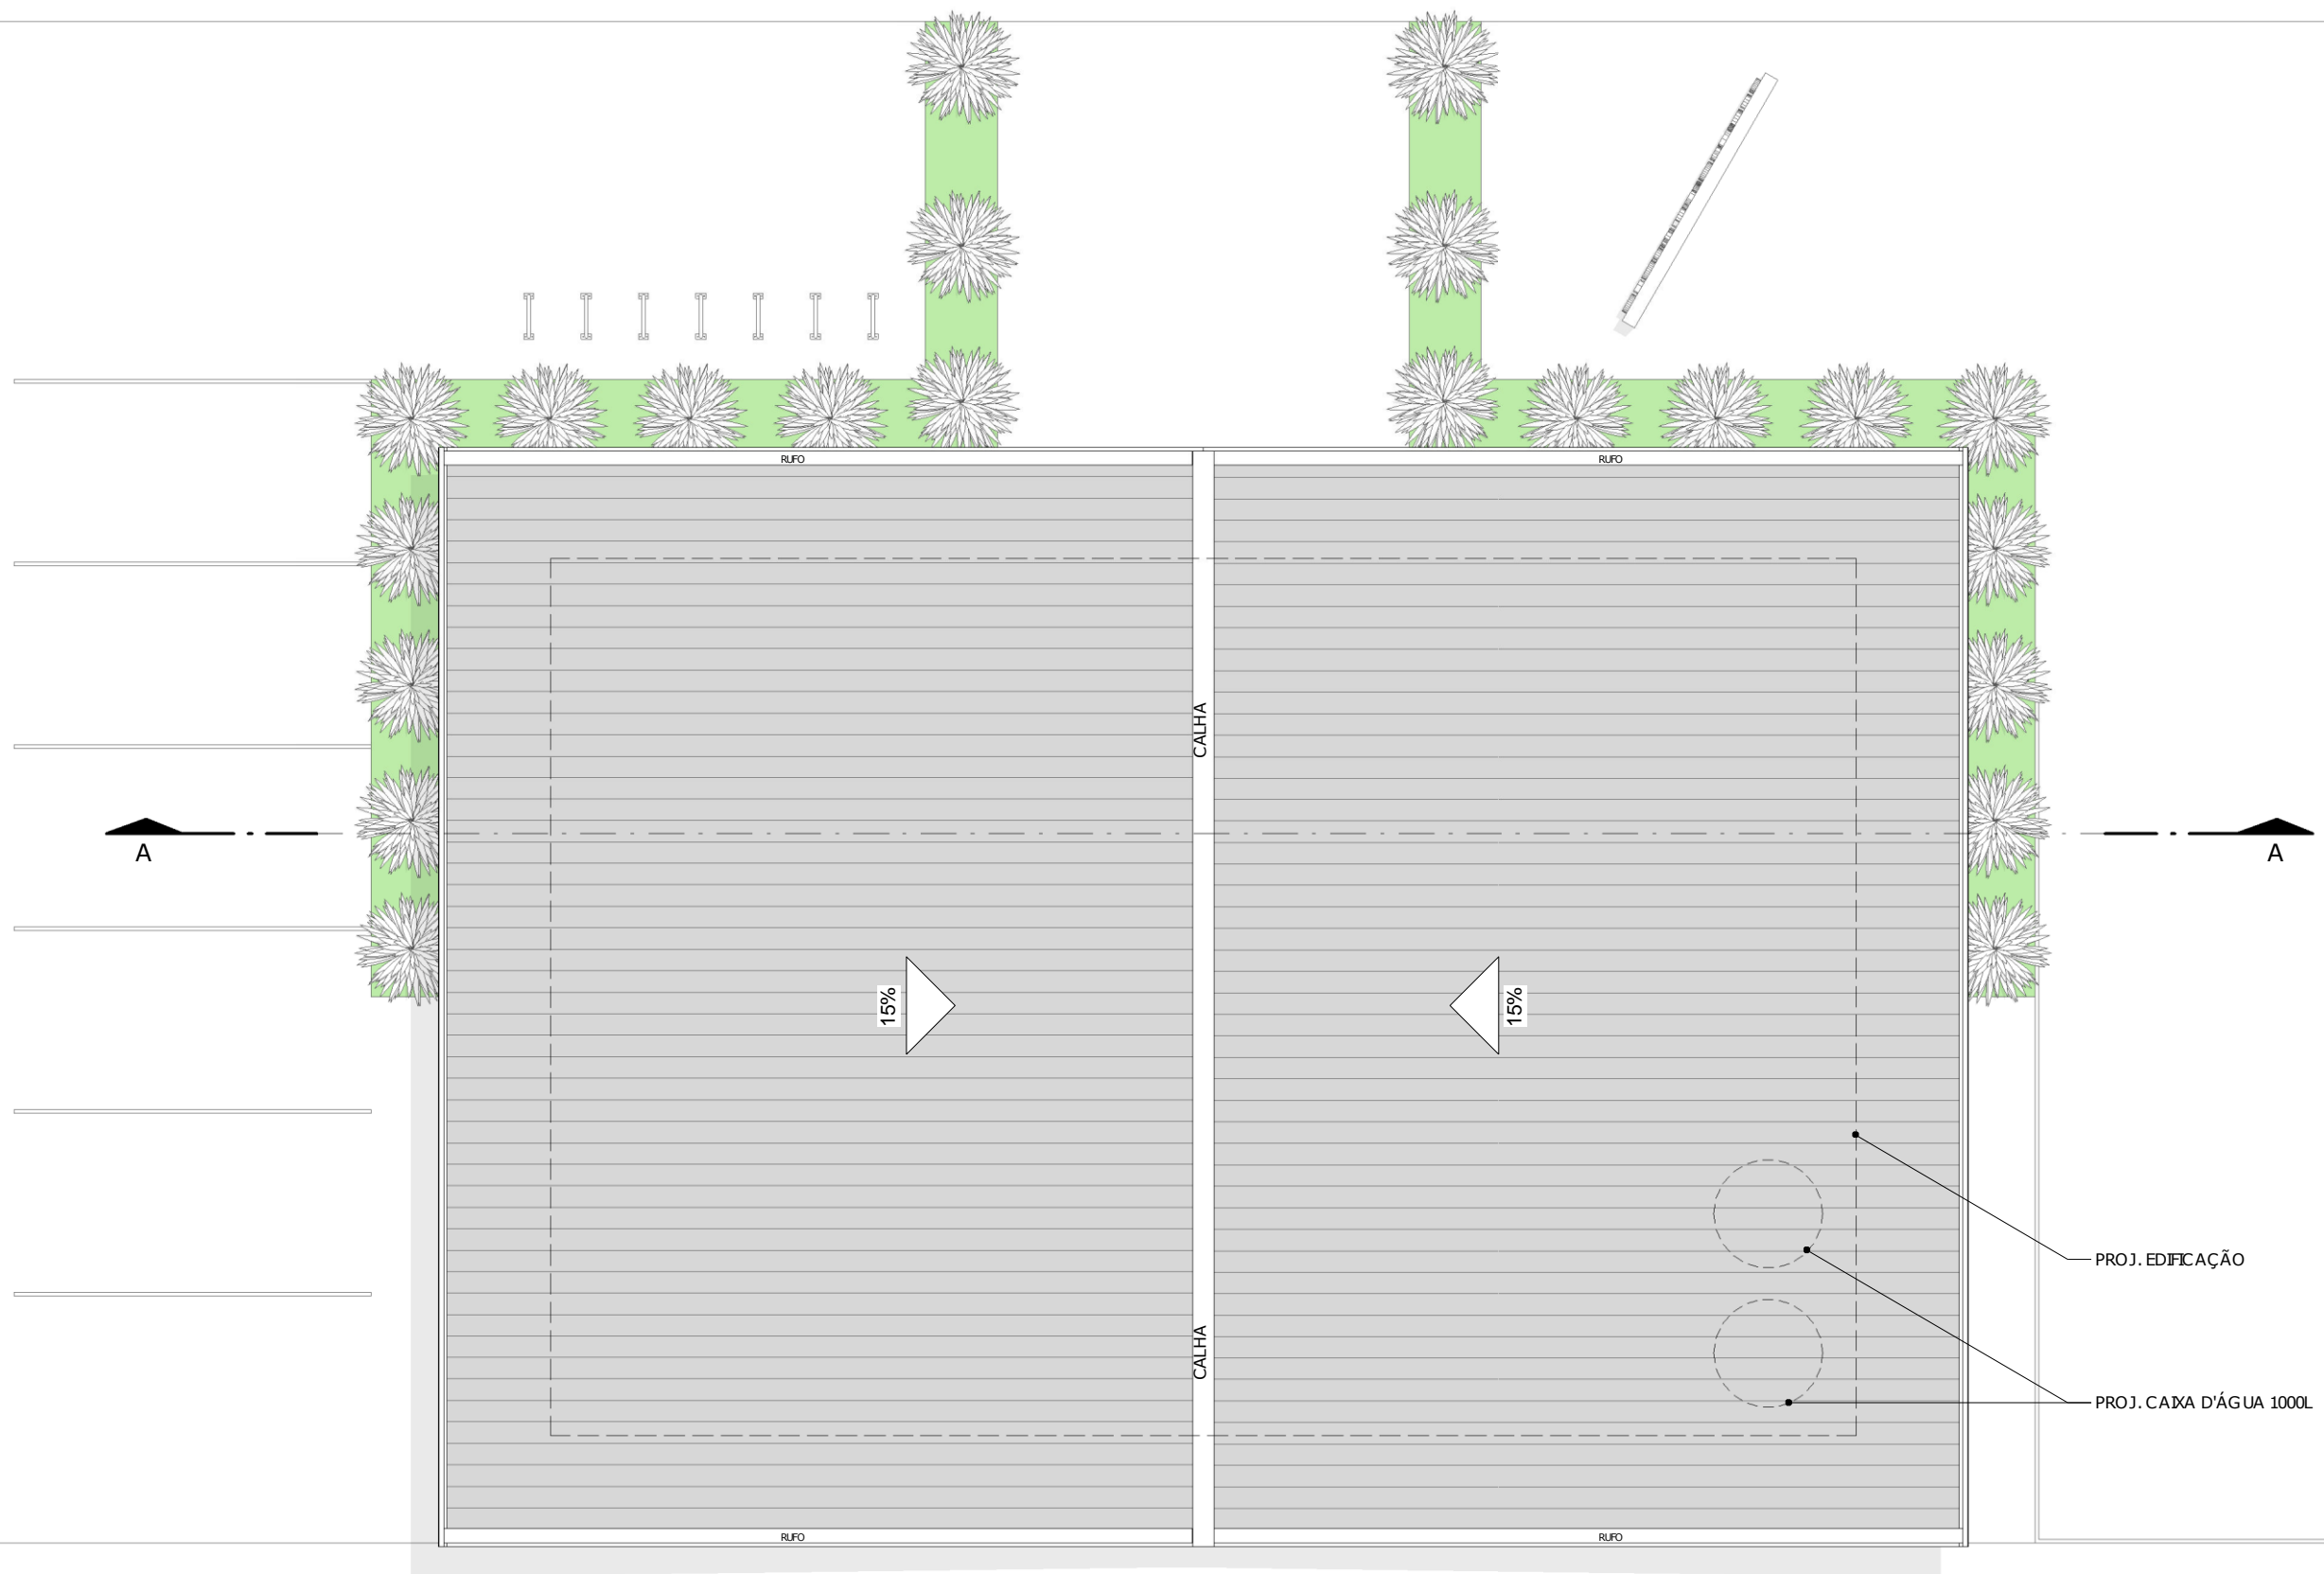 RUFO
RUFO
CALHA
A
A
15%
15%
PROJ. EDIFICAÇÃO
CALHA
PROJ. CAIXA D'ÁGUA 1000L
RUFO
RUFO